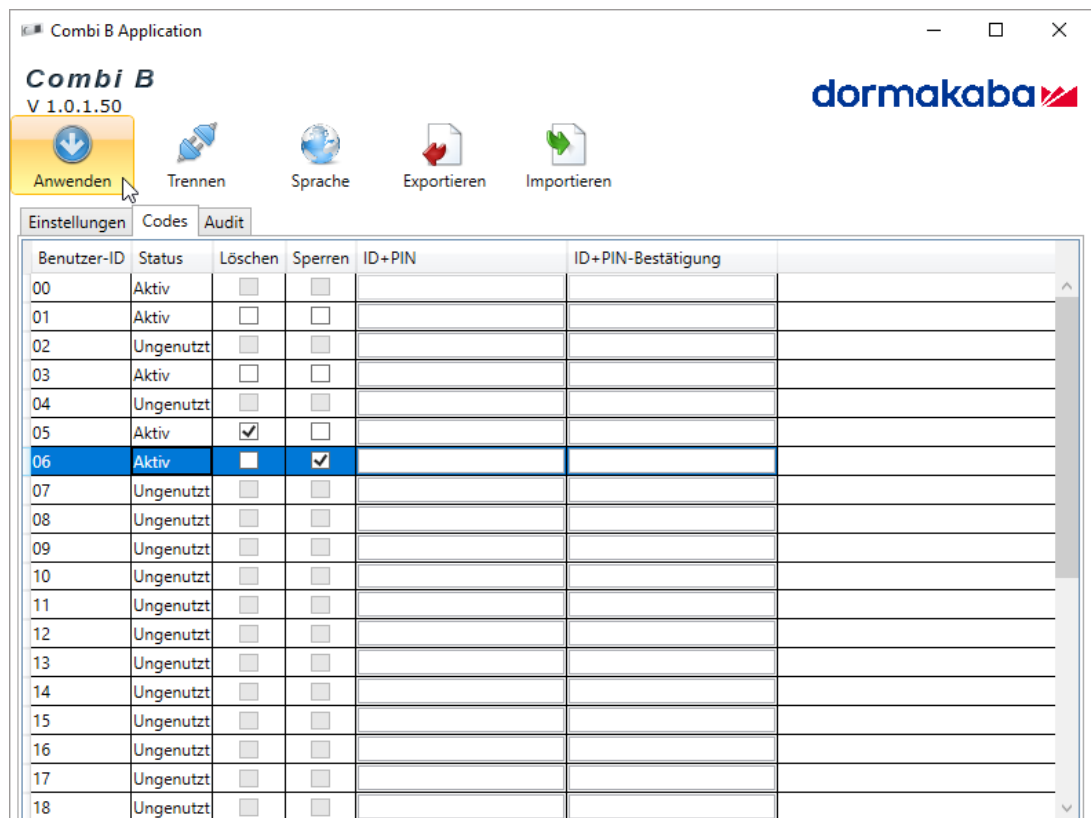 Combi B Application
Combi B
V 1.0.1.50
dormakaba
Anwenden Trennen Sprache Exportieren Importieren
Einstellungen Codes Audit
Benutzer-ID Status Löschen Sperren ID+PIN ID+PIN-Bestätigung
00 Aktiv
01 Aktiv
02 Ungenutzt
03 Aktiv
04 Ungenutzt
05 Aktiv
06 Aktiv
07 Ungenutzt
08 Ungenutzt
09 Ungenutzt
10 Ungenutzt
11 Ungenutzt
12 Ungenutzt
13 Ungenutzt
14 Ungenutzt
15 Ungenutzt
16 Ungenutzt
17 Ungenutzt
18 Ungenutzt